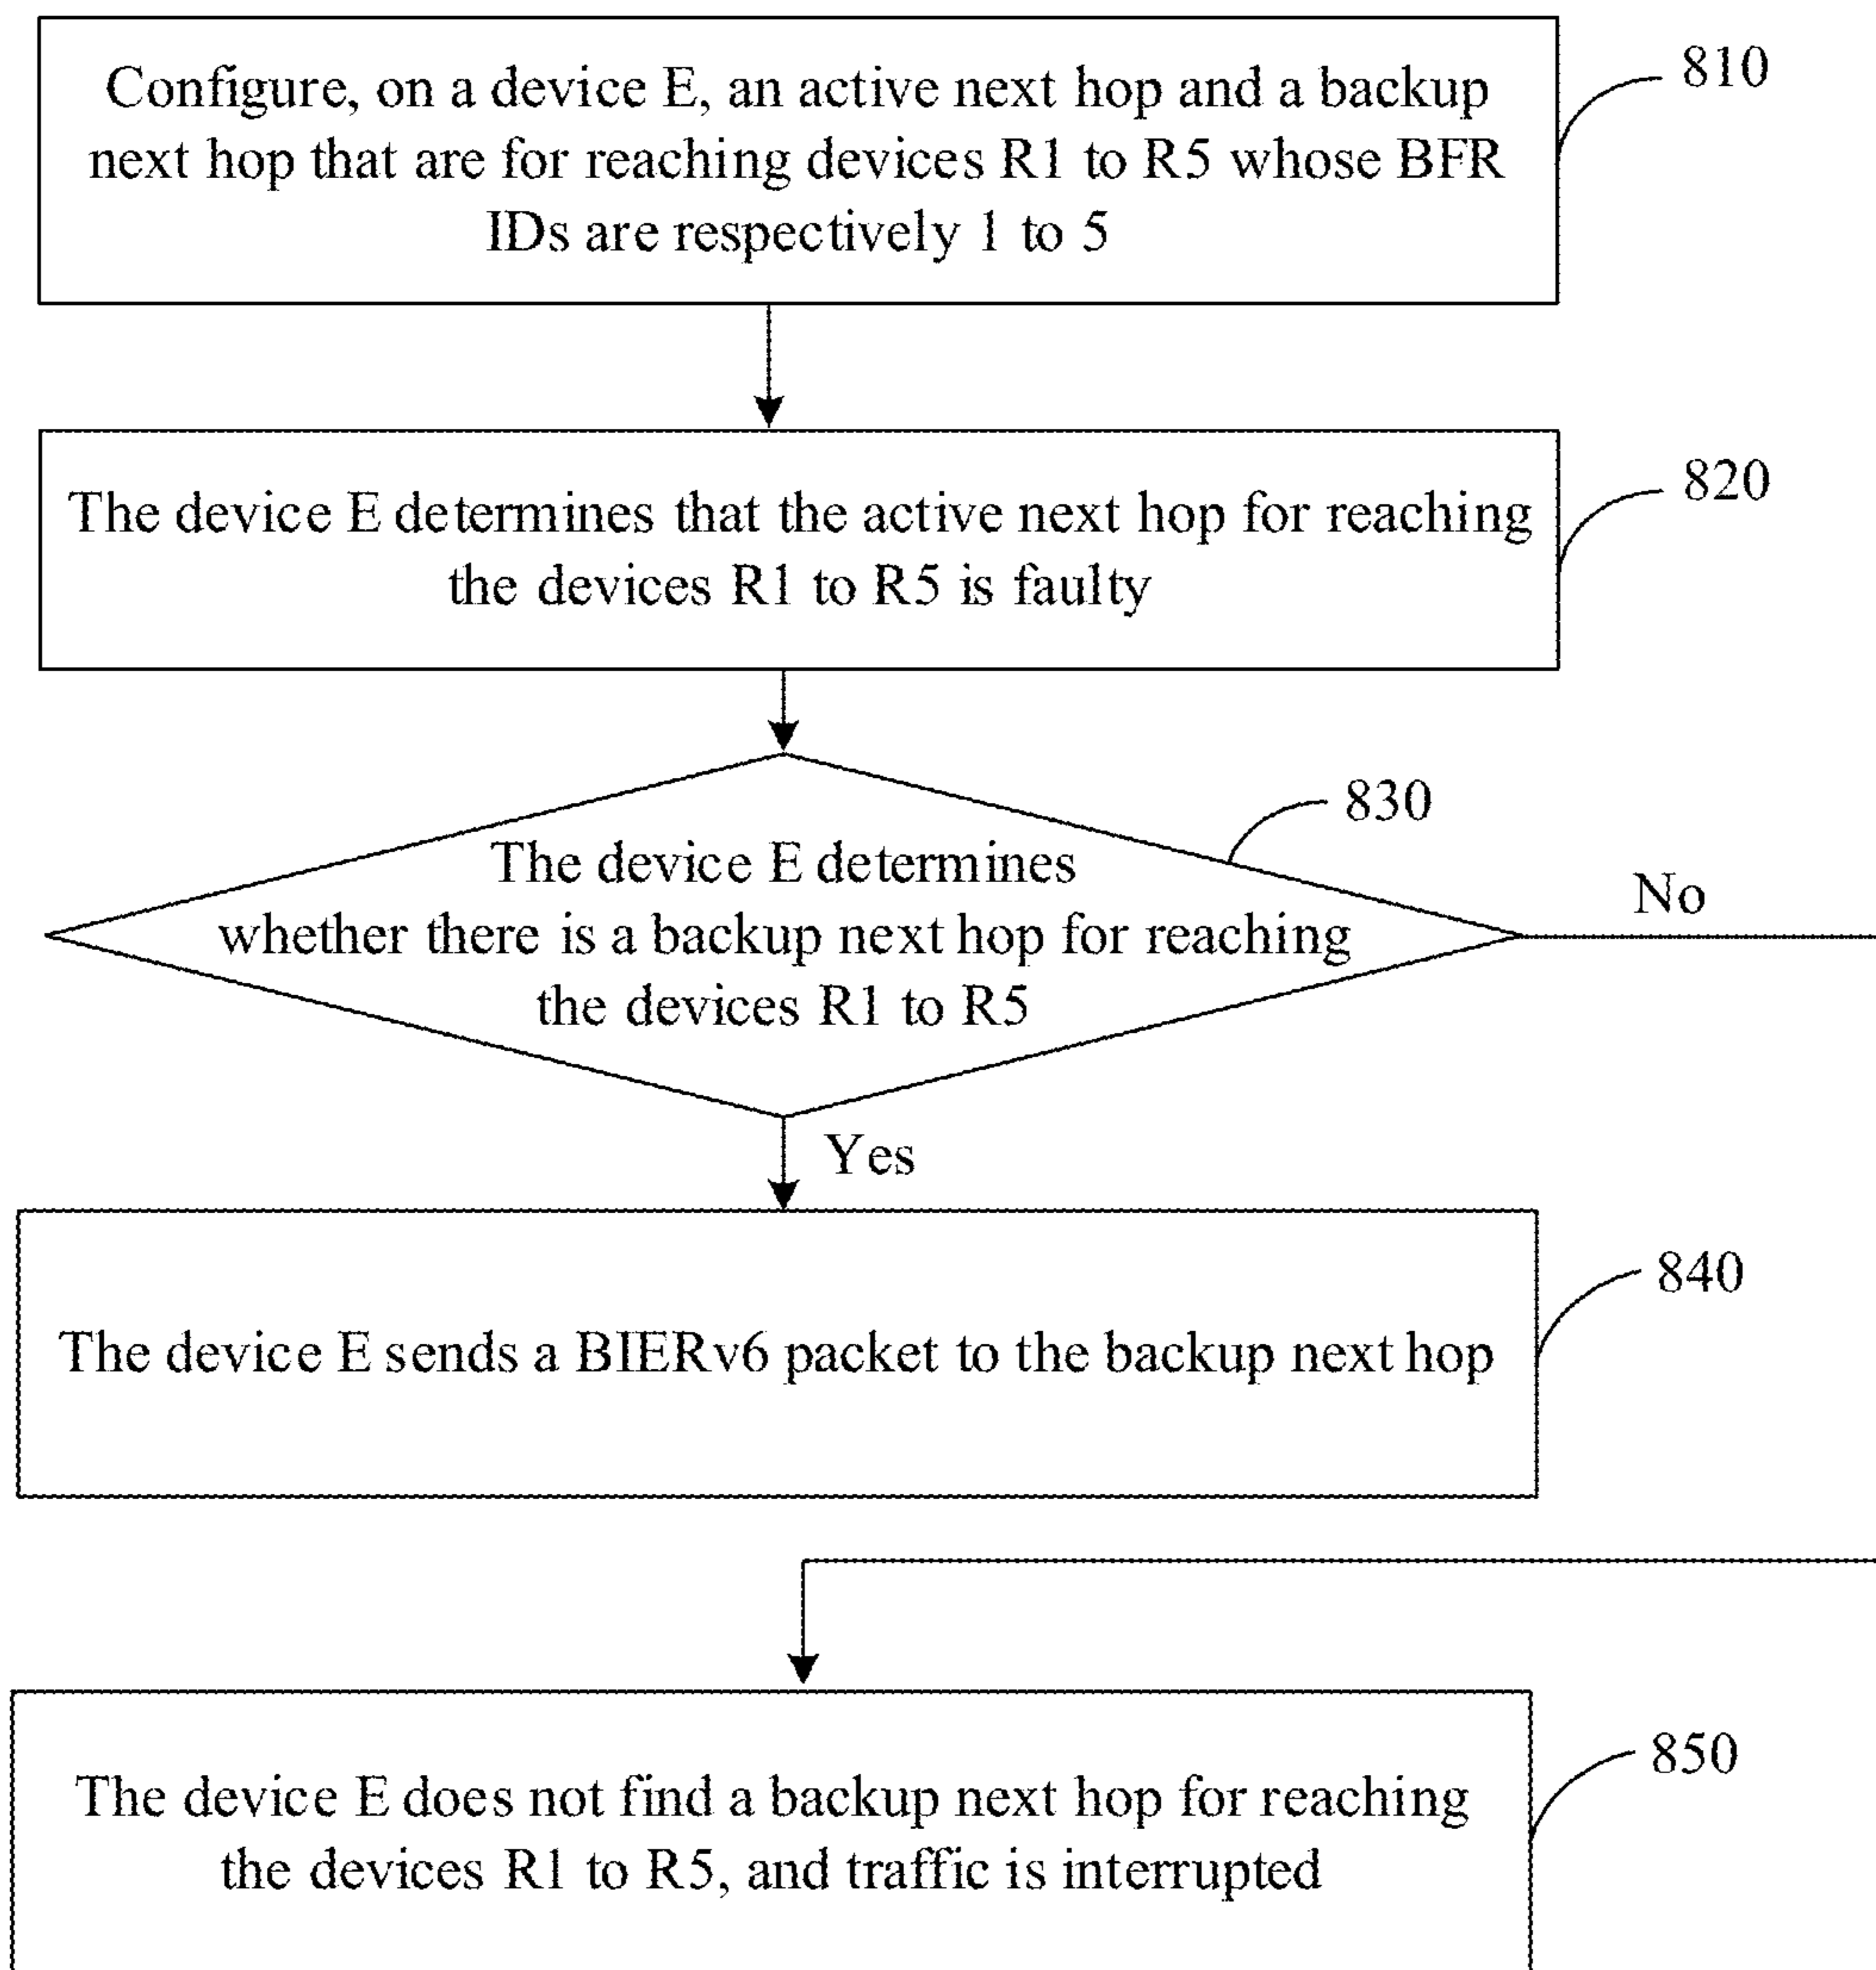 Configure, on a device E, an active next hop and a backup
next hop that are for reaching devices R1 to R5 whose BFR
IDs are respectively 1 to 5
810
The device E determines that the active next hop for reaching
the devices R1 to R5 is faulty
820
830
The device E determines
whether there is a backup next hop for reaching
the devices R1 to R5
No
Yes
840
The device E sends a BIERv6 packet to the backup next hop
850
The device E does not find a backup next hop for reaching
the devices R1 to R5, and traffic is interrupted